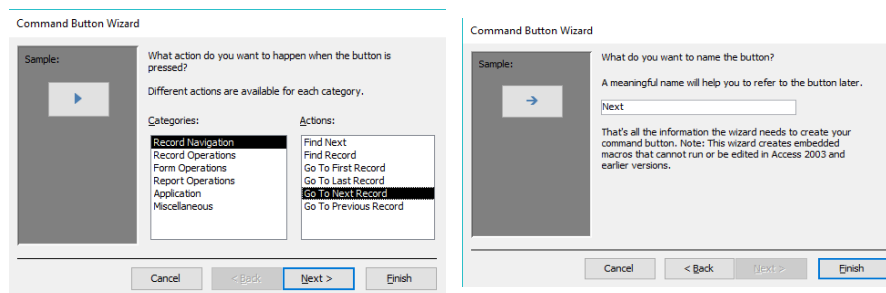 Command Button Wizard
Sample:
What action do you want to happen when the button is
pressed?
Different actions are available for each category.
Categories:
Record Navigation
Record Operations
Form Operations
Report Operations
Application
Miscellaneous
Actions:
Find Next
Find Record
Go To First Record
Go To Last Record
Go To Next Record
Go To Previous Record
Cancel
< Back
Next >
Finish
Command Button Wizard
Sample:
What do you want to name the button?
A meaningful name will help you to refer to the button later.
Next
That's all the information the wizard needs to create your
command button. Note: This wizard creates embedded
macros that cannot run or be edited in Access 2003 and
earlier versions.
Cancel
< Back
Next >
Finish